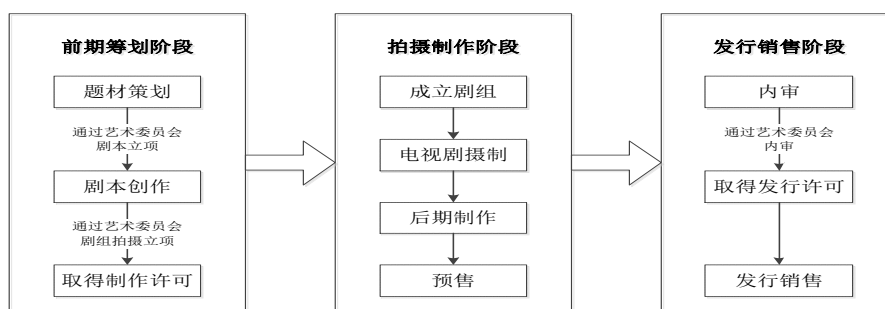 前期筹划阶段
题材策划
通过艺术委员会
剧本立项
剧本创作
通过艺术委员会
剧组拍摄立项
取得制作许可
拍摄制作阶段
成立剧组
电视剧摄制
后期制作
预售
发行销售阶段
内审
通过艺术委员会
内审
取得发行许可
发行销售